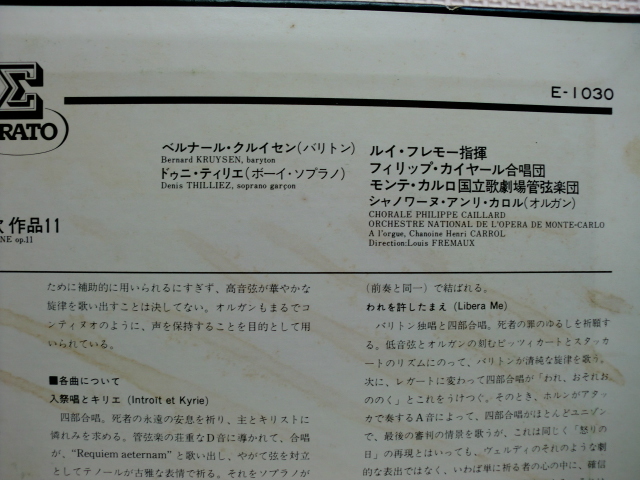 ERATO
E-1030
ベルナール・クルイセン(バリトン)
Bernard KRUYSEN, baryton
ドゥニ・ティリエ(ボーイ・ソプラノ)
Denis THILLIEZ, soprano garçon
ルイ・フレモー指揮
フィリップ・カイヤール合唱団
モンテ・カルロ国立歌劇場管弦楽団
シャノワーヌ・アンリ・カロル(オルガン)
CHORALE PHILIPPE CAILLARD
ORCHESTRE NATIONAL DE L'OPERA DE MONTE-CARLO
A l'orgue, Chanoine Henri CARROL
Direction:Louis FREMAUX
作品11
NE op.11
ために補助的に用いられるにすぎず、高音弦が華やかな
旋律を歌い出すことは決してない。オルガンもまるでコ
ンティヌオのように、声を保持することを目的として用
いられている。
■各曲について
入祭唱とキリエ (Introït et Kyrie)
四部合唱。死者の永遠の安息を祈り、主とキリストに
憐れみを求める。管弦楽の荘重なD音に導かれて、合唱
が、"Requiem aeternam" と歌い出し、やがて弦を対立
としてテノールが古雅な表情で祈る。それをソプラノが
(前奏と同一) で結ばれる。
われを許したまえ (Libera Me)
バリトン独唱と四部合唱。死者の罪のゆるしを祈願す
る。低音弦とオルガンの刻むピッツィカートとスタッカ
ートのリズムにのって、バリトンが清純な旋律を歌う。
次に、レガートに変わって四部合唱が「われ、おそれお
ののく」とこれをうけつぐ。そのとき、ホルンがアタッ
カで奏するA音によって、四部合唱がほとんどユニゾン
で、最後の審判の情景を歌うが、これは同じく「怒りの
日」の再現とはいっても、ヴェルディのそれのような劇
的な表出ではなく、いわば単に祈る者の心の中に、